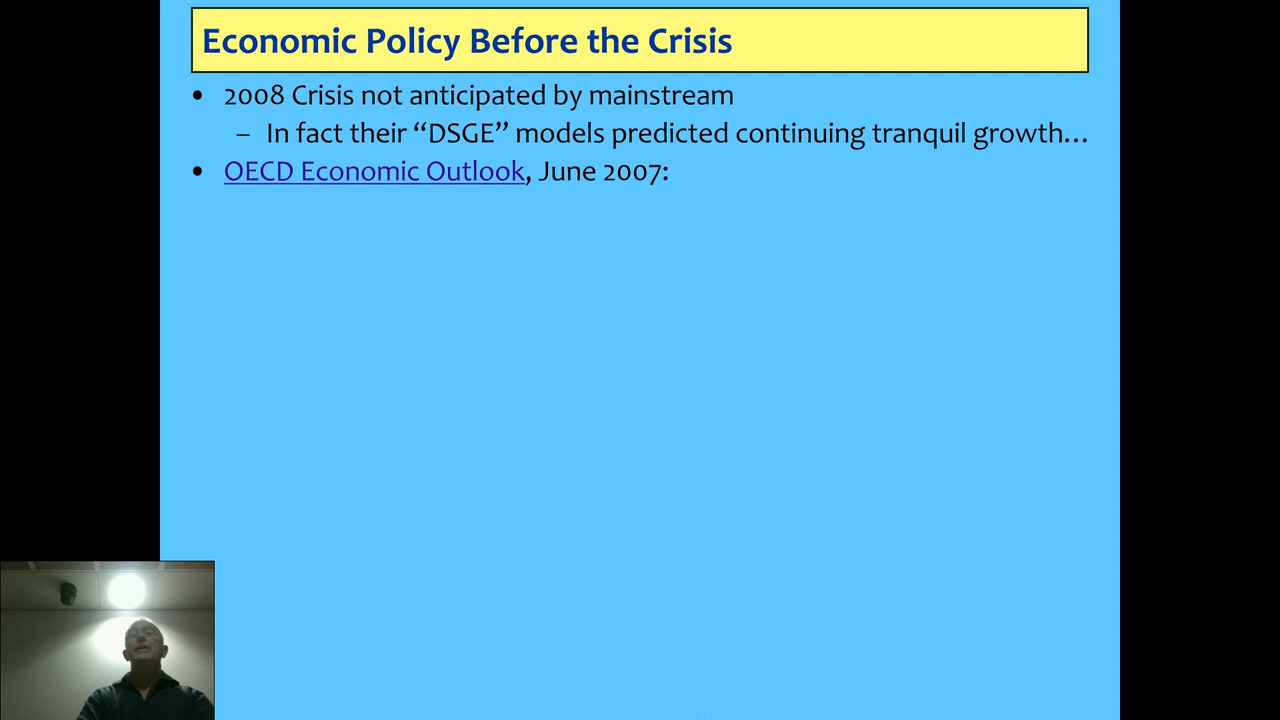 Economic Policy Before the Crisis
• 2008 Crisis not anticipated by mainstream
– In fact their “DSGE” models predicted continuing tranquil growth…
• OECD Economic Outlook, June 2007: